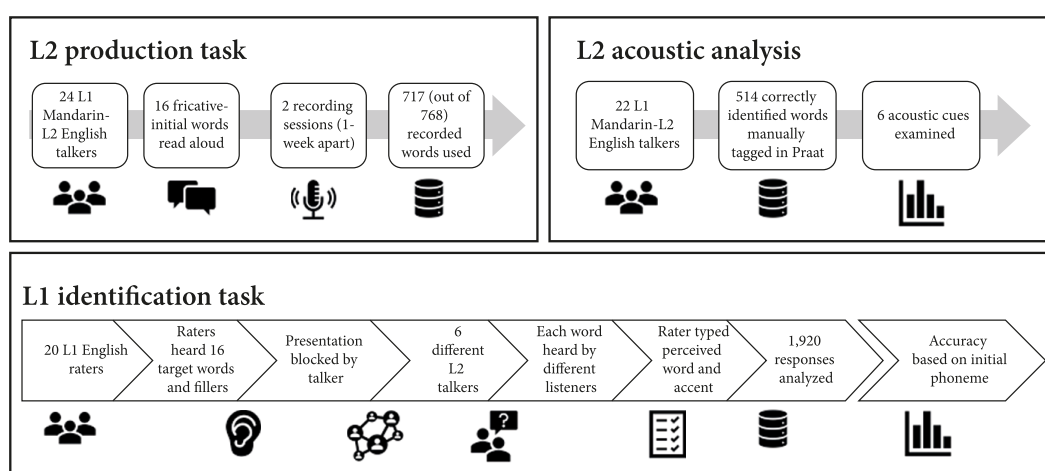 L2 production task
24 L1
Mandarin-
L2 English
talkers
16 fricative-
initial words
read aloud
2 recording
sessions (1-
week apart)
717 (out of
768)
recorded
words used
L2 acoustic analysis
22 L1
Mandarin-L2
English talkers
514 correctly
identified words
manually
tagged in Praat
6 acoustic cues
examined
L1 identification task
20 L1 English
raters
Raters
heard 16
target words
and fillers
Presentation
blocked by
talker
6
different
L2
talkers
Each word
heard by
different
listeners
Rater typed
perceived
word and
accent
1,920
responses
analyzed
Accuracy
based on initial
phoneme
?